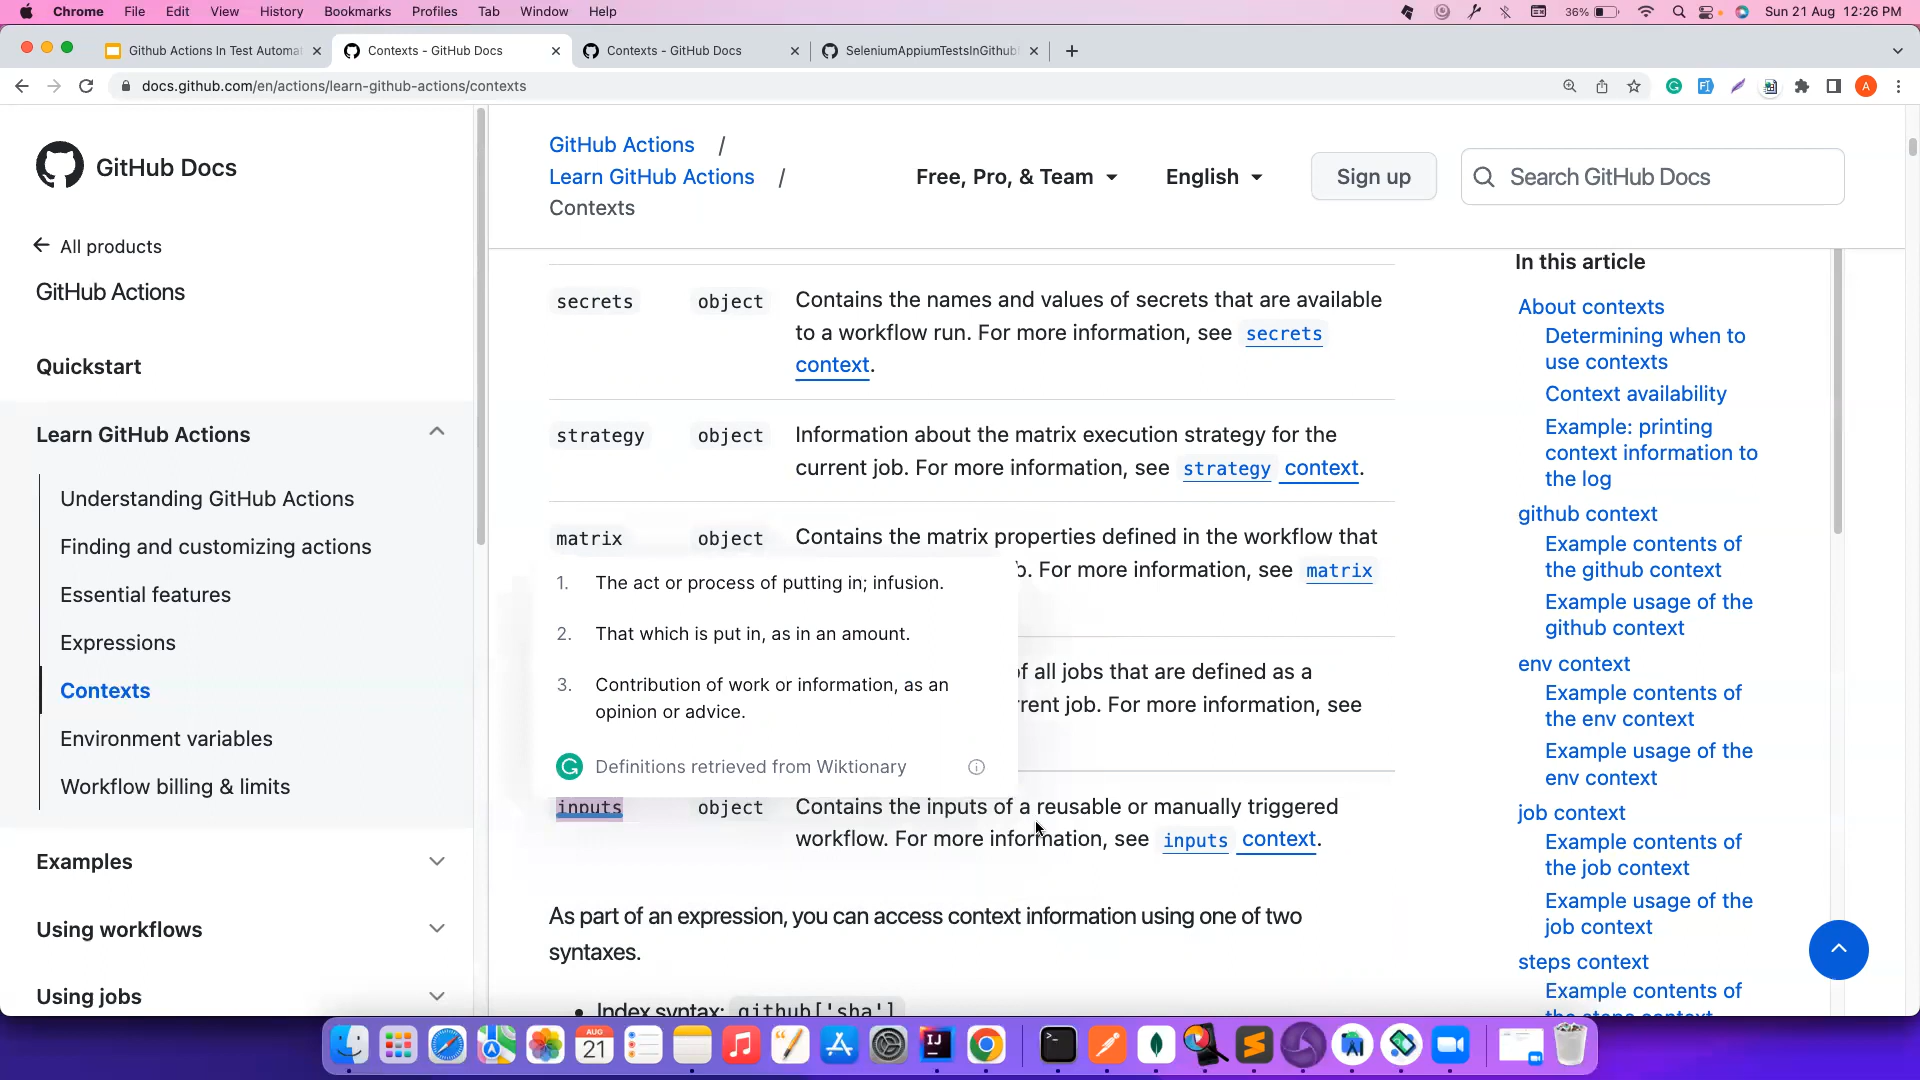 Chrome File Edit View History Bookmarks Profiles Tab Window Help 36% Sun 21 Aug 12:26 PM
Github Actions In Test Automat Contexts - GitHub Docs Contexts - GitHub Docs SeleniumAppiumTestsInGithub
docs.github.com/en/actions/learn-github-actions/contexts A
GitHub Docs
All products
GitHub Actions
Quickstart
Learn GitHub Actions
Understanding GitHub Actions
Finding and customizing actions
Essential features
Expressions
Contexts
Environment variables
Workflow billing & limits
Examples
Using workflows
Using jobs
GitHub Actions /
Learn GitHub Actions /
Contexts
Free, Pro, & Team English Sign up Search GitHub Docs
secrets object Contains the names and values of secrets that are available
to a workflow run. For more information, see secrets
context.
strategy object Information about the matrix execution strategy for the
current job. For more information, see strategy context.
matrix object Contains the matrix properties defined in the workflow that
b. For more information, see matrix
1. The act or process of putting in; infusion.
2. That which is put in, as in an amount.
3. Contribution of work or information, as an
opinion or advice.
Definitions retrieved from Wiktionary
f all jobs that are defined as a
rent job. For more information, see
inputs object Contains the inputs of a reusable or manually triggered
workflow. For more information, see inputs context.
As part of an expression, you can access context information using one of two
syntaxes.
• Index syntax: github['sha']
In this article
About contexts
Determining when to
use contexts
Context availability
Example: printing
context information to
the log
github context
Example contents of
the github context
Example usage of the
github context
env context
Example contents of
the env context
Example usage of the
env context
job context
Example contents of
the job context
Example usage of the
job context
steps context
Example contents of
the steps context
AUG
21
IJ